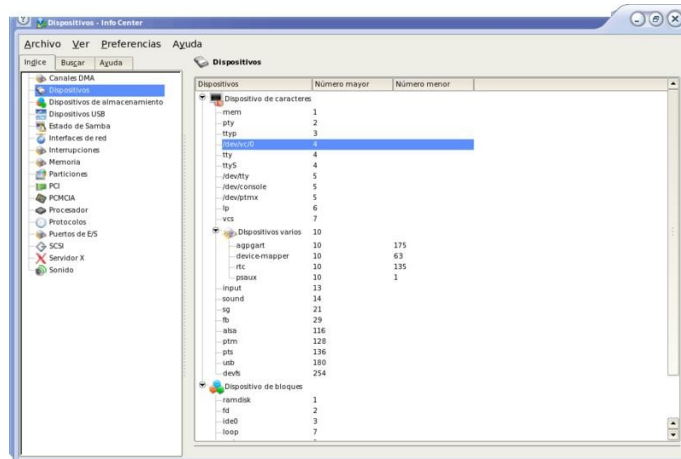 Dispositivos - Info Center
Archivo Ver Preferencias Ayuda
Indice Buscar Ayuda
Dispositivos
Canales DMA
Dispositivos
Dispositivos de almacenamiento
Dispositivos USB
Estado de Samba
Interfaces de red
Interrupciones
Memoria
Particiones
PCI
PCMCIA
Procesador
Protocolos
Puertos de E/S
SCSI
Servidor X
Sonido
Dispositivos Número mayor Número menor
Dispositivo de caracteres
mem 1
pty 2
ttyp 3
/dev/vc/0 4
tty 4
ttyS 4
/dev/tty 5
/dev/console 5
/dev/ptmx 5
lp 6
vcs 7
Dispositivos varios 10
agpgart 10 175
device-mapper 10 63
rtc 10 135
psaux 10 1
input 13
sound 14
sg 21
fb 29
alsa 116
ptm 128
pts 136
usb 180
devfs 254
Dispositivo de bloques
ramdisk 1
fd 2
ide0 3
loop 7